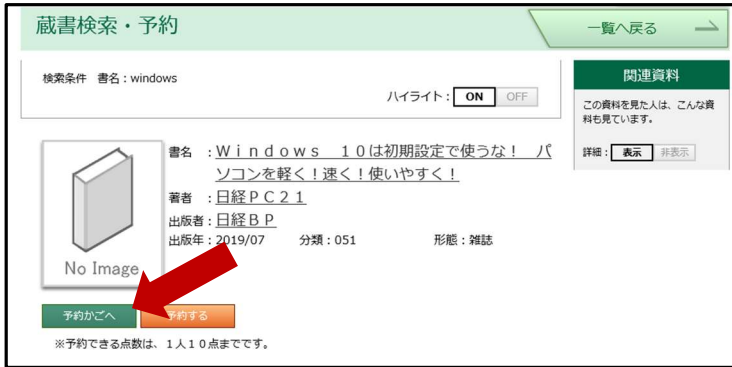 蔵書検索・予約
一覧へ戻る
検索条件 書名：windows
ハイライト： ON OFF
関連資料
この資料を見た人は、こんな資
料も見ています。
詳細： 表示 非表示
書名 ：Ｗｉｎｄｏｗｓ　１０は初期設定で使うな！　パ
ソコンを軽く！速く！使いやすく！
著者 ：日経ＰＣ２１
出版者：日経ＢＰ
出版年：2019/07 分類：051 形態：雑誌
No Image
予約かごへ 予約する
※予約できる点数は、１人１０点までです。